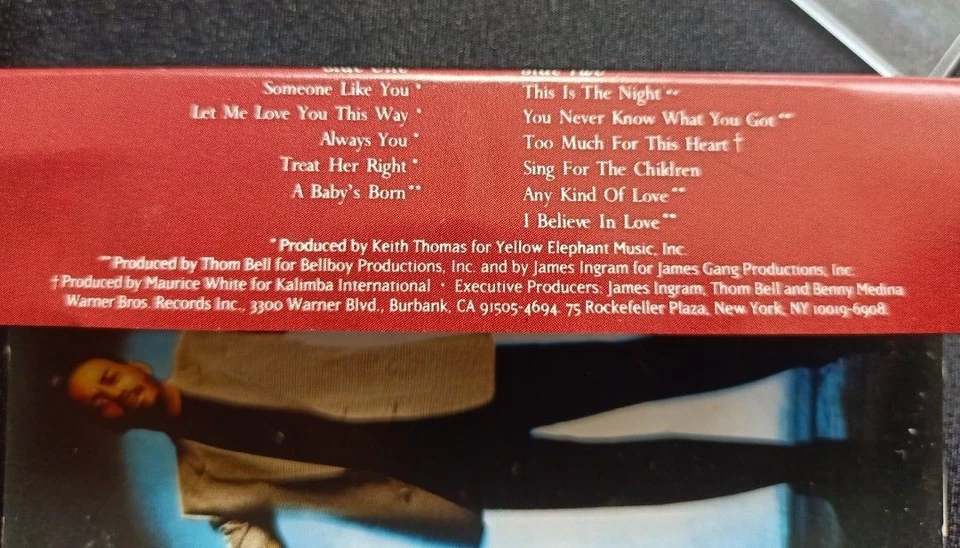 Side One
Someone Like You *
Let Me Love You This Way *
Always You *
Treat Her Right *
A Baby's Born **
Side Two
This Is The Night **
You Never Know What You Got **
Too Much For This Heart †
Sing For The Children
Any Kind Of Love **
I Believe In Love **
* Produced by Keith Thomas for Yellow Elephant Music, Inc.
** Produced by Thom Bell for Bellboy Productions, Inc. and by James Ingram for James Gang Productions, Inc.
† Produced by Maurice White for Kalimba International • Executive Producers: James Ingram, Thom Bell and Benny Medina
Warner Bros. Records Inc., 3300 Warner Blvd., Burbank, CA 91505-4694. 75 Rockefeller Plaza, New York, NY 10019-6908.